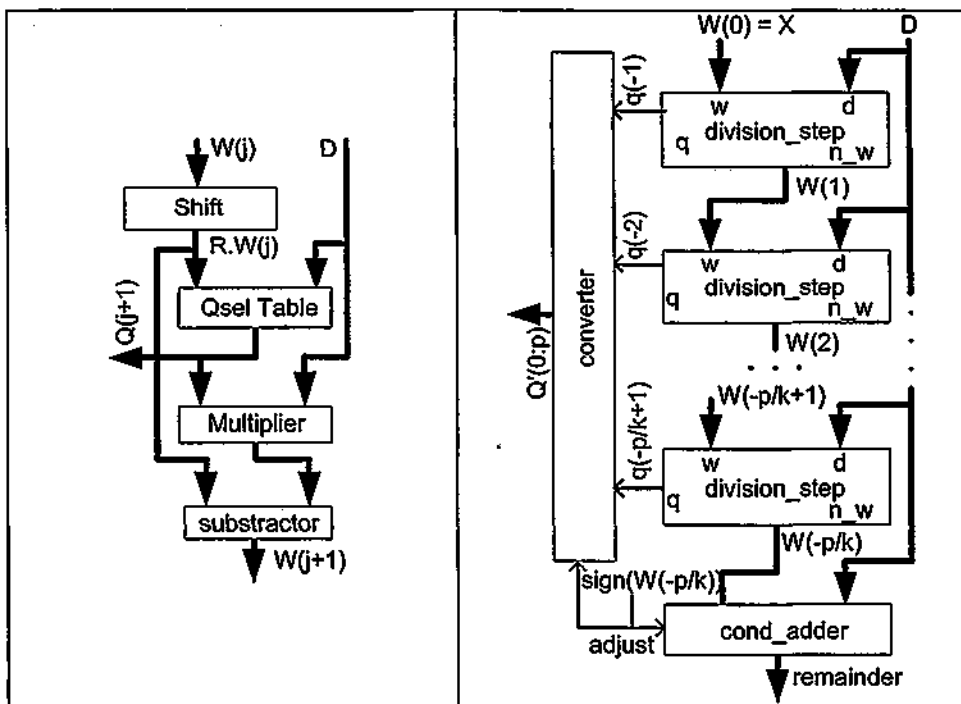 W(j)
D
Shift
R.W(j)
Qsel Table
Q(j+1)
Multiplier
substractor
W(j+1)
W(0) = X
D
q(-1)
w
d
division_step
q
n_w
W(1)
q(-2)
w
d
division_step
q
n_w
W(2)
. . .
converter
Q'(0:p)
W(-p/k+1)
q(-p/k+1)
w
d
division_step
q
n_w
W(-p/k)
sign(W(-p/k))
adjust
cond_adder
remainder